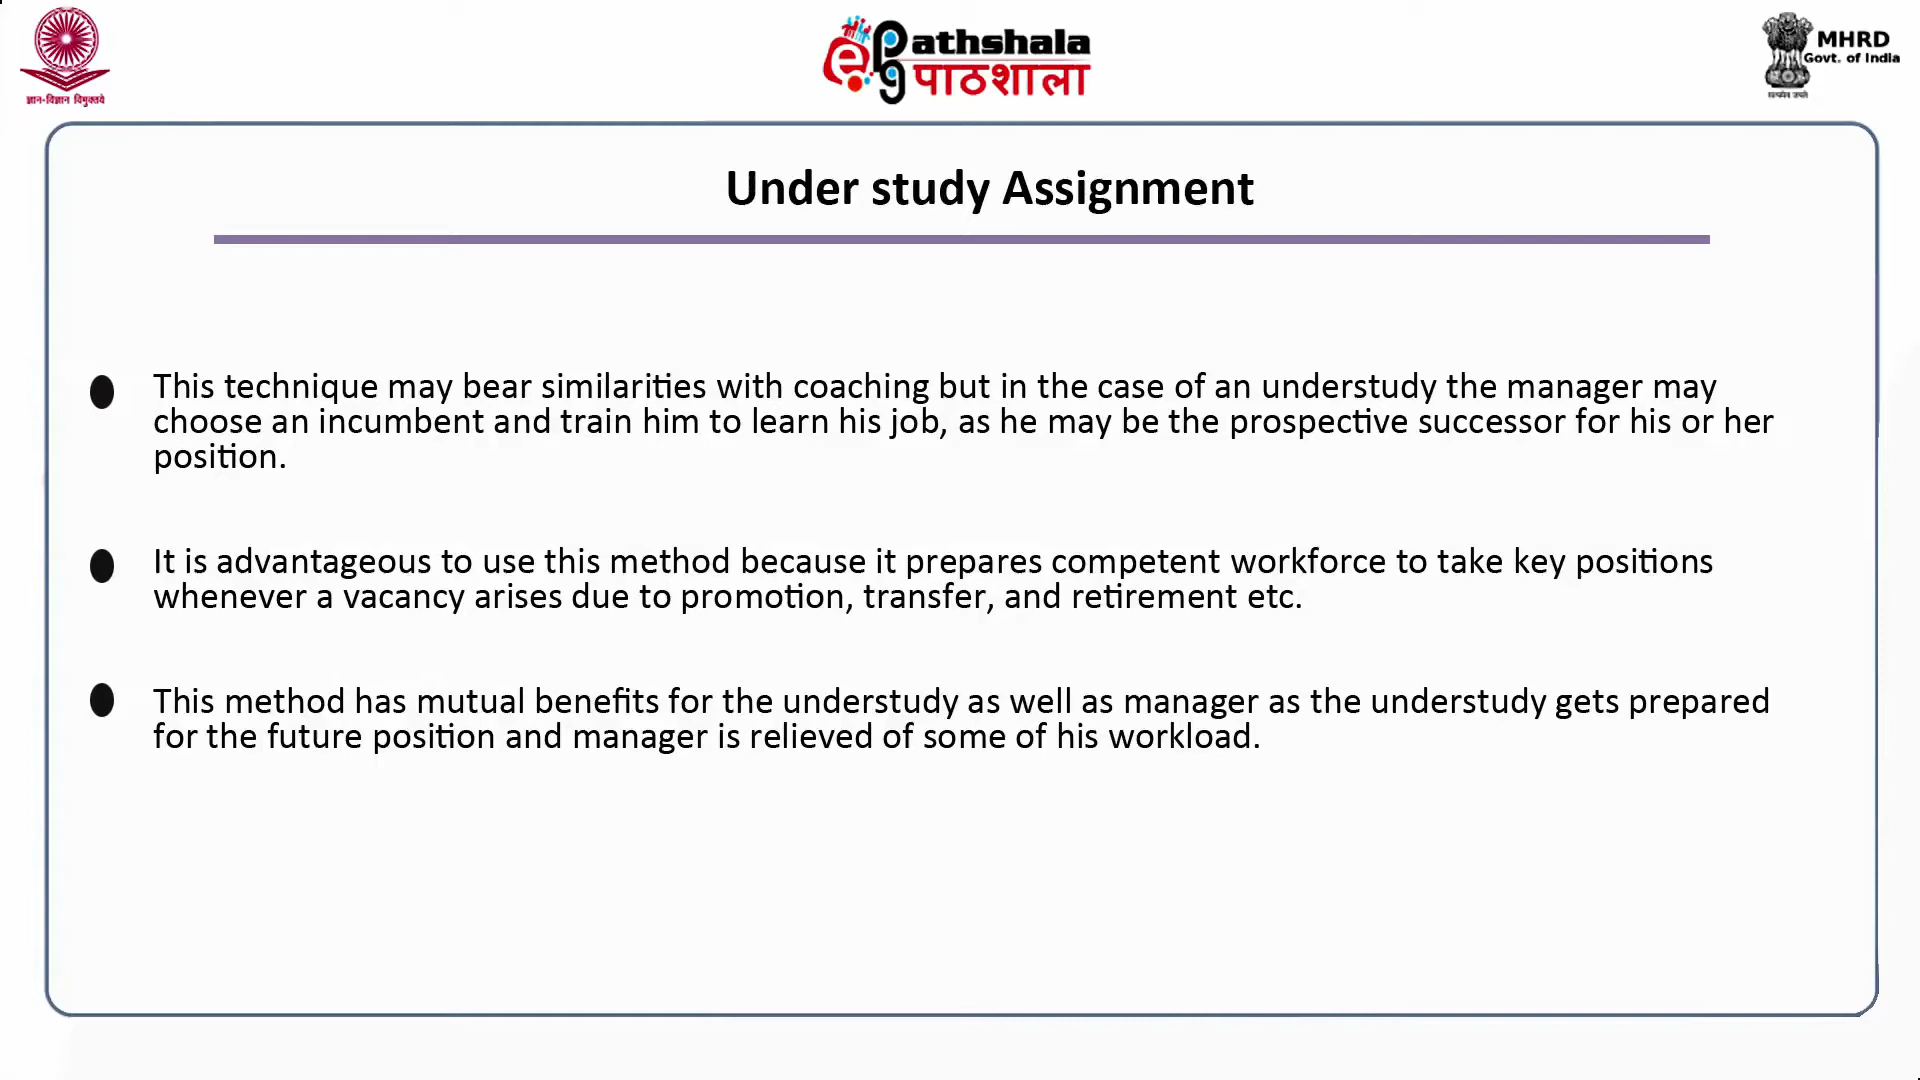 ज्ञान-विज्ञान विमुक्तये
e pg athshala
पाठशाला
MHRD
Govt. of India
सत्यमेव जयते
Under study Assignment
This technique may bear similarities with coaching but in the case of an understudy the manager may
choose an incumbent and train him to learn his job, as he may be the prospective successor for his or her
position.
It is advantageous to use this method because it prepares competent workforce to take key positions
whenever a vacancy arises due to promotion, transfer, and retirement etc.
This method has mutual benefits for the understudy as well as manager as the understudy gets prepared
for the future position and manager is relieved of some of his workload.